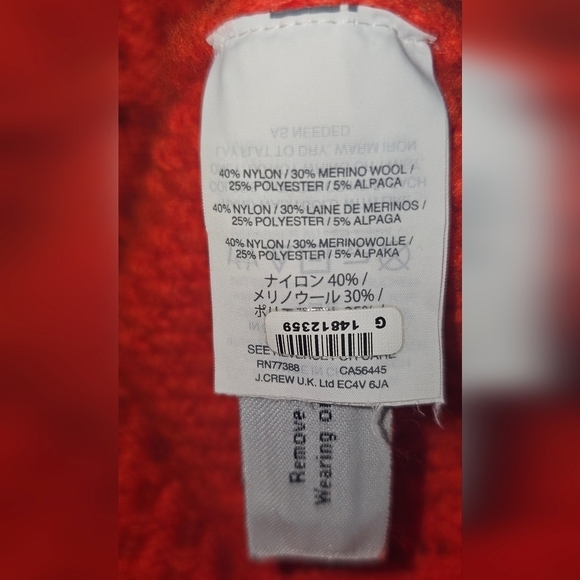 40% NYLON / 30% MERINO WOOL /
25% POLYESTER / 5% ALPACA
40% NYLON / 30% LAINE DE MERINOS /
25% POLYESTER / 5% ALPAGA
40% NYLON / 30% MERINOWOLLE /
25% POLYESTER / 5% ALPAKA
ナイロン 40% /
メリノウール 30% /
G 14812359
SEE
RN77388 CA56445
J.CREW U.K. Ltd EC4V 6JA
Remove
Wearing or